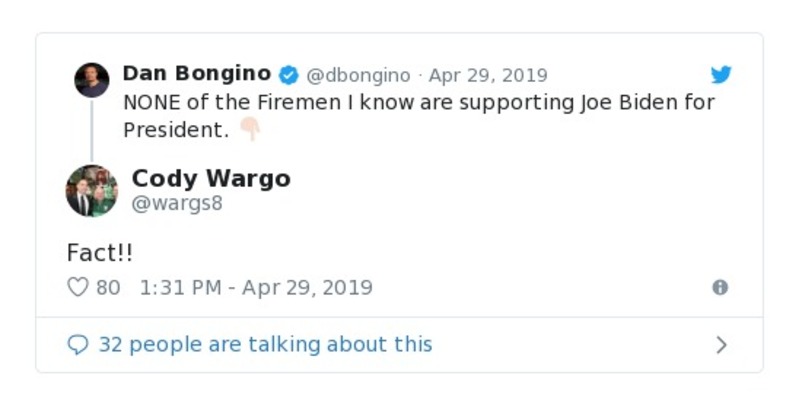 Dan Bongino @dbongino · Apr 29, 2019
NONE of the Firemen I know are supporting Joe Biden for
President. 👇🏻
Cody Wargo
@wargs8
Fact!!
80 1:31 PM - Apr 29, 2019
32 people are talking about this